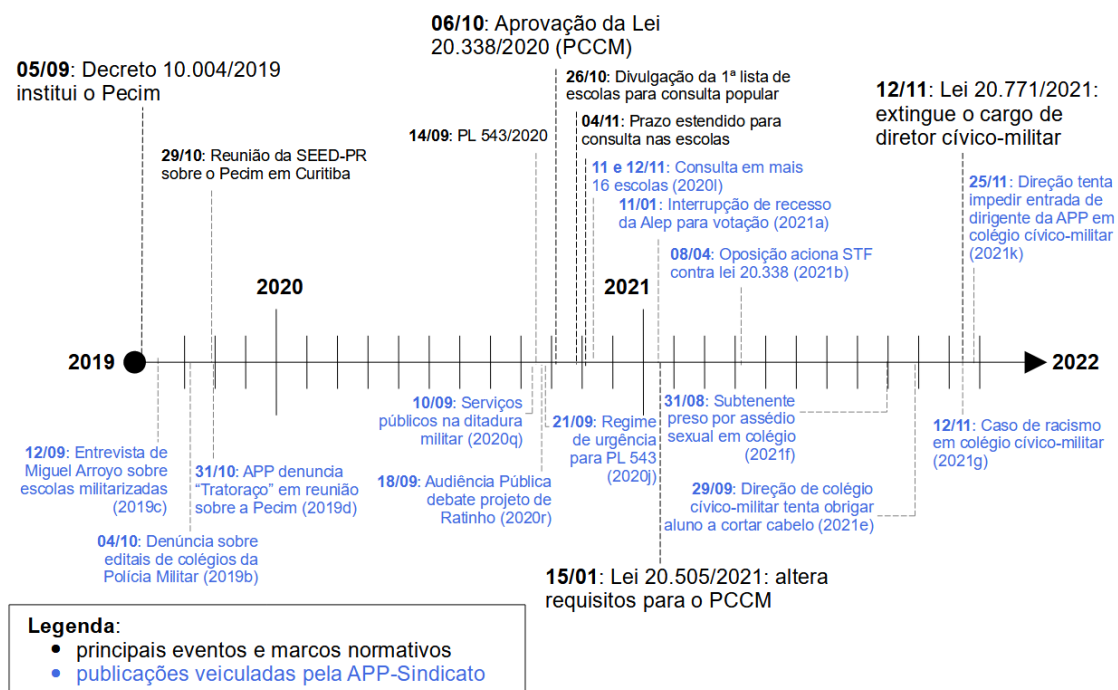 06/10: Aprovação da Lei
20.338/2020 (PCCM)
05/09: Decreto 10.004/2019
institui o Pecim
26/10: Divulgação da 1ª lista de
escolas para consulta popular
12/11: Lei 20.771/2021:
extingue o cargo de
diretor cívico-militar
14/09: PL 543/2020
04/11: Prazo estendido para
consulta nas escolas
29/10: Reunião da SEED-PR
sobre o Pecim em Curitiba
11 e 12/11: Consulta em mais
16 escolas (2020l)
25/11: Direção tenta
impedir entrada de
dirigente da APP em
colégio cívico-militar
(2021k)
11/01: Interrupção de recesso
da Alep para votação (2021a)
08/04: Oposição aciona STF
contra lei 20.338 (2021b)
2020
2021
2019
2022
10/09: Serviços
públicos na ditadura
militar (2020q)
21/09: Regime
de urgência
para PL 543
(2020j)
31/08: Subtenente
preso por assédio
sexual em colégio
(2021f)
12/11: Caso de racismo
em colégio cívico-militar
(2021g)
12/09: Entrevista de
Miguel Arroyo sobre
escolas militarizadas
(2019c)
31/10: APP denuncia
“Tratoraço” em reunião
sobre a Pecim (2019d)
18/09: Audiência Pública
debate projeto de
Ratinho (2020r)
29/09: Direção de colégio
cívico-militar tenta obrigar
aluno a cortar cabelo (2021e)
04/10: Denúncia sobre
editais de colégios da
Polícia Militar (2019b)
15/01: Lei 20.505/2021: altera
requisitos para o PCCM
Legenda:
• principais eventos e marcos normativos
• publicações veiculadas pela APP-Sindicato